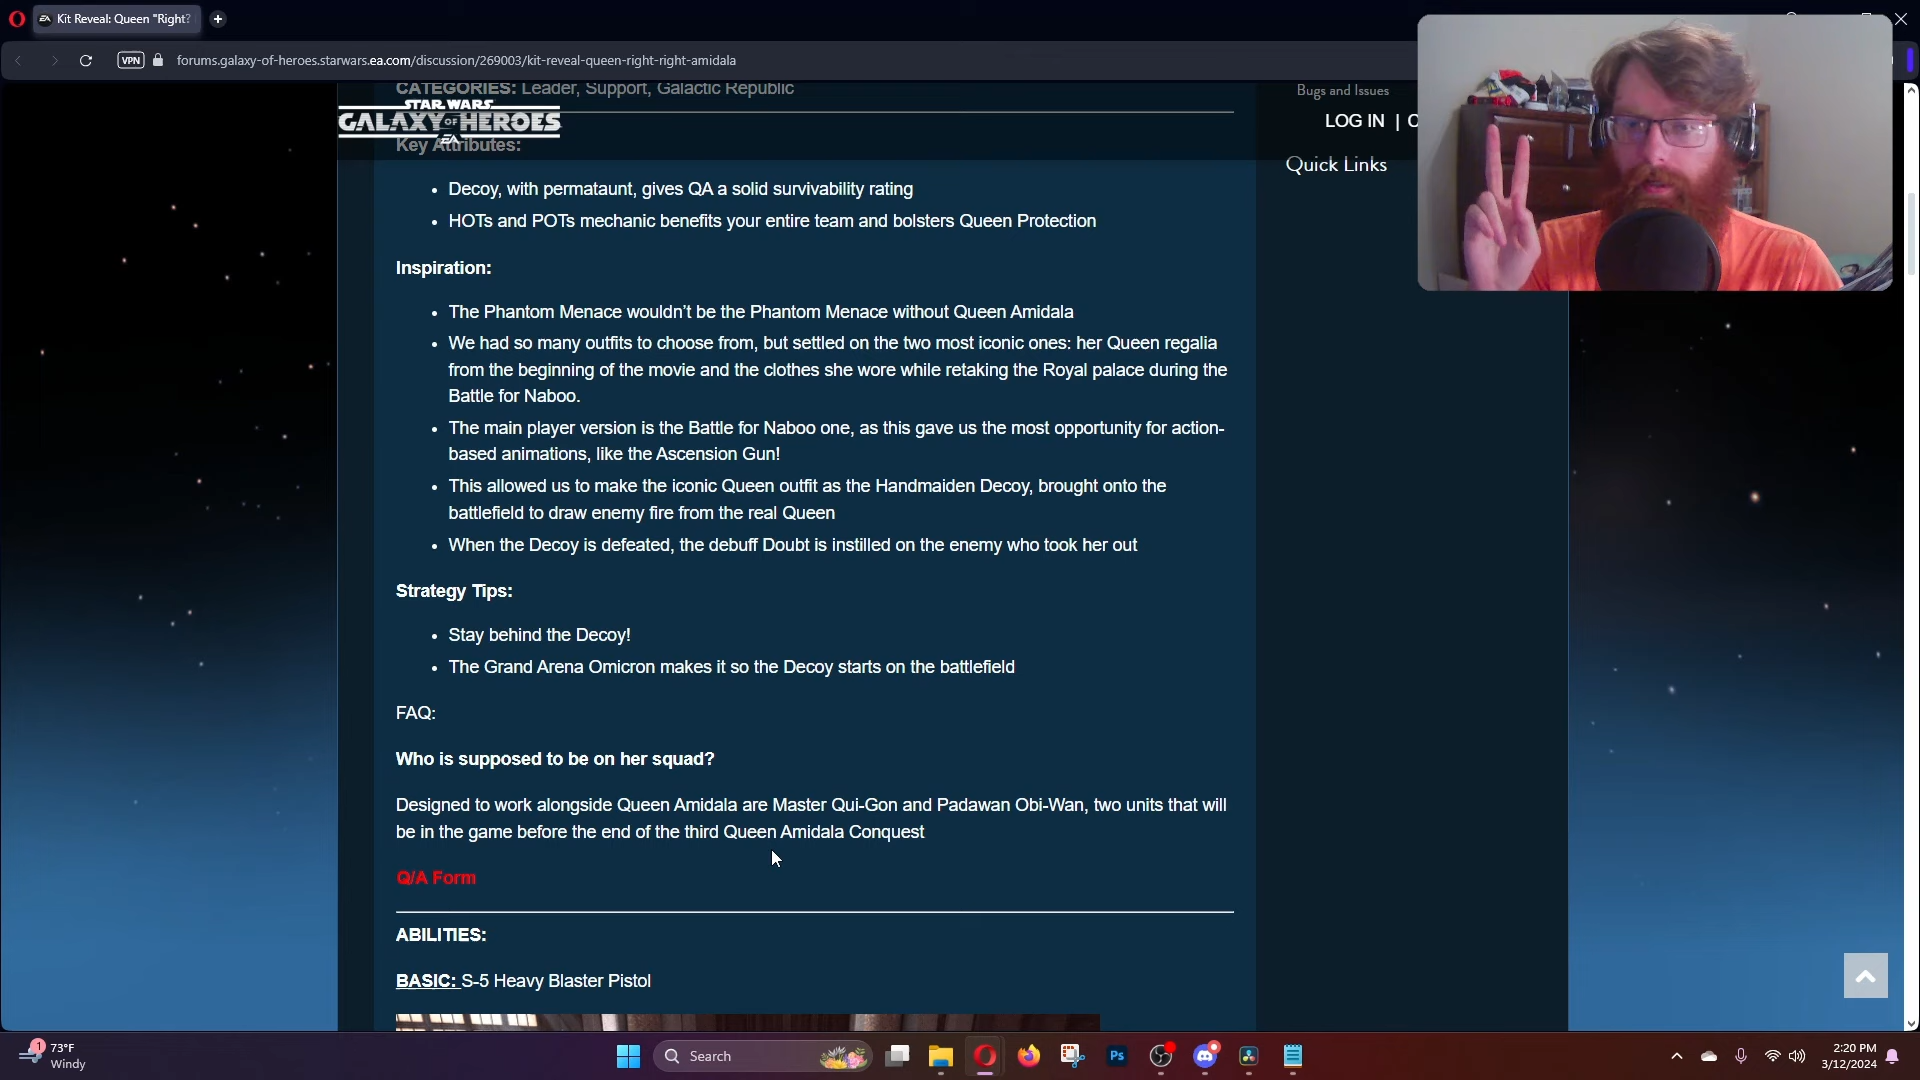 Kit Reveal: Queen "Right?
VPN
forums.galaxy-of-heroes.starwars.ea.com/discussion/269003/kit-reveal-queen-right-right-amidala
CATEGORIES: Leader, Support, Galactic Republic
STAR WARS
GALAXY OF HEROES
EA
Bugs and Issues
LOG IN | C
Quick Links
Key Attributes:
• Decoy, with permataunt, gives QA a solid survivability rating
• HOTs and POTs mechanic benefits your entire team and bolsters Queen Protection
Inspiration:
• The Phantom Menace wouldn't be the Phantom Menace without Queen Amidala
• We had so many outfits to choose from, but settled on the two most iconic ones: her Queen regalia
from the beginning of the movie and the clothes she wore while retaking the Royal palace during the
Battle for Naboo.
• The main player version is the Battle for Naboo one, as this gave us the most opportunity for action-
based animations, like the Ascension Gun!
• This allowed us to make the iconic Queen outfit as the Handmaiden Decoy, brought onto the
battlefield to draw enemy fire from the real Queen
• When the Decoy is defeated, the debuff Doubt is instilled on the enemy who took her out
Strategy Tips:
• Stay behind the Decoy!
• The Grand Arena Omicron makes it so the Decoy starts on the battlefield
FAQ:
Who is supposed to be on her squad?
Designed to work alongside Queen Amidala are Master Qui-Gon and Padawan Obi-Wan, two units that will
be in the game before the end of the third Queen Amidala Conquest
Q/A Form
ABILITIES:
BASIC: S-5 Heavy Blaster Pistol
1
73°F
Windy
Search
Ps
2:20 PM
3/12/2024